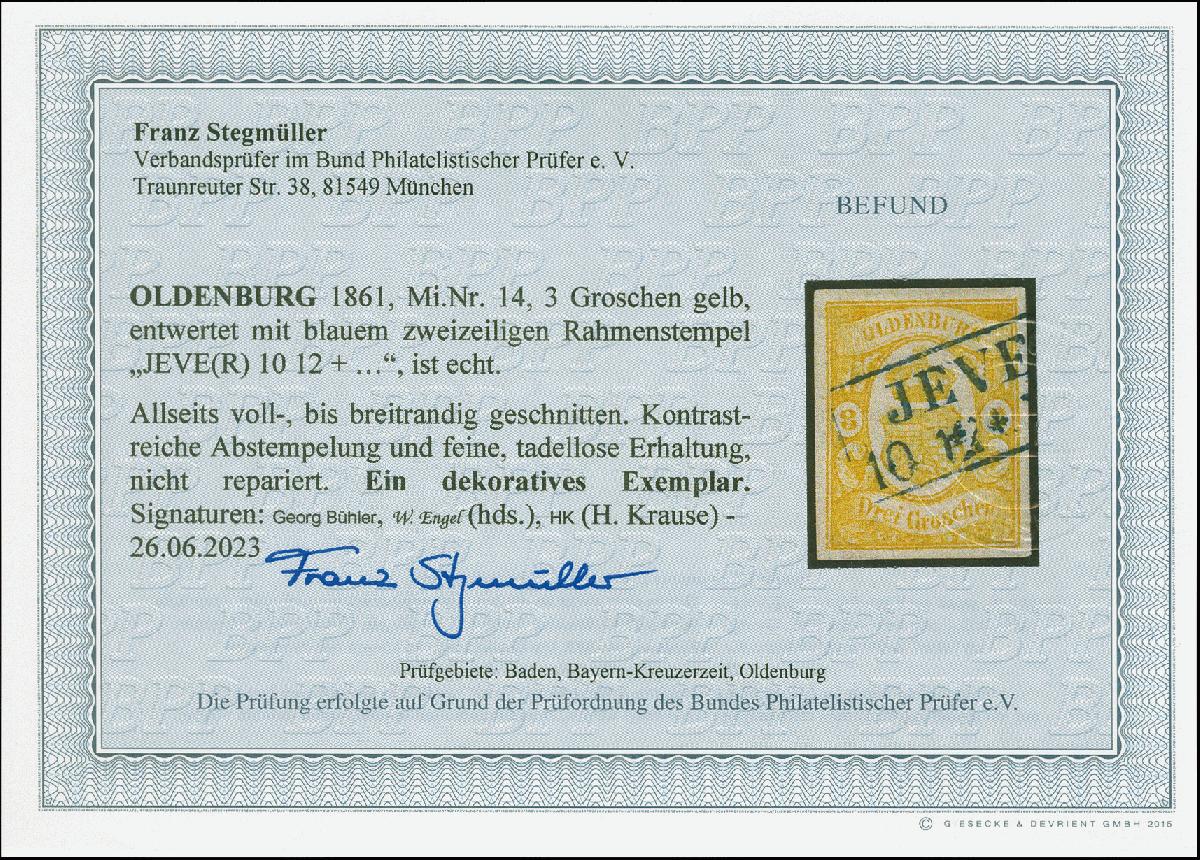 Franz Stegmüller
Verbandsprüfer im Bund Philatelistischer Prüfer e. V.
Traunreuter Str. 38, 81549 München
BEFUND
OLDENBURG 1861, Mi.Nr. 14, 3 Groschen gelb,
entwertet mit blauem zweizeiligen Rahmenstempel
„JEVE(R) 10 12 + ...“, ist echt.
Allseits voll-, bis breitrandig geschnitten. Kontrast-
reiche Abstempelung und feine, tadellose Erhaltung,
nicht repariert. Ein dekoratives Exemplar.
Signaturen: Georg Bühler, W. Engel (hds.), HK (H. Krause) -
26.06.2023
Franz Stegmüller
OLDENBURG
JEVE
3
10
Drei Groschen
Prüfgebiete: Baden, Bayern-Kreuzerzeit, Oldenburg
Die Prüfung erfolgte auf Grund der Prüfordnung des Bundes Philatelistischer Prüfer e.V.
© GIESECKE & DEVRIENT GMBH 2015